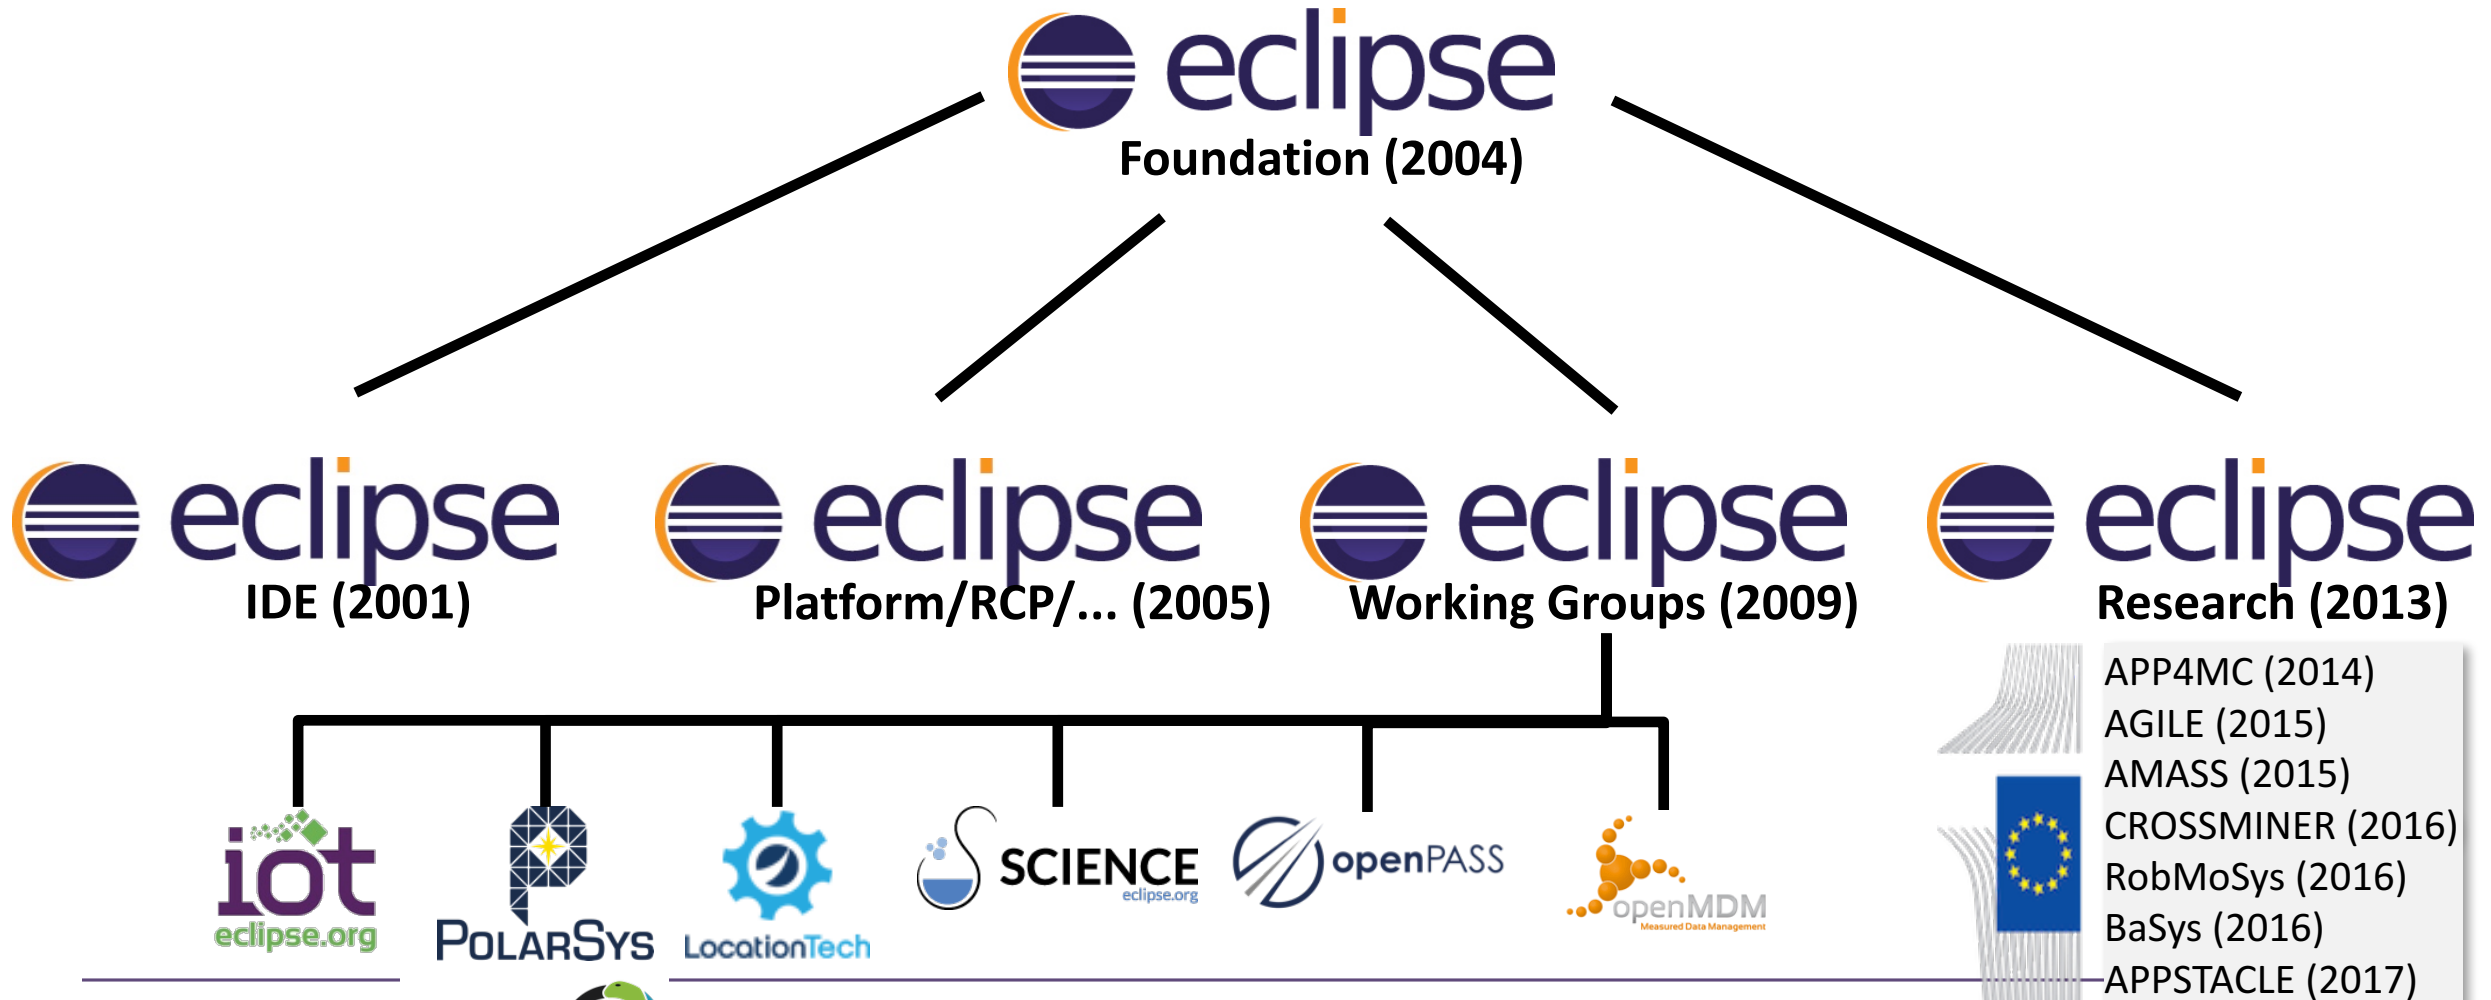 eclipse
Foundation (2004)
eclipse
IDE (2001)
eclipse
Platform/RCP/... (2005)
eclipse
Working Groups (2009)
eclipse
Research (2013)
iot
eclipse.org
POLARSYS
LocationTech
SCIENCE
eclipse.org
openPASS
openMDM
Measured Data Management
APP4MC (2014)
AGILE (2015)
AMASS (2015)
CROSSMINER (2016)
RobMoSys (2016)
BaSys (2016)
APPSTACLE (2017)